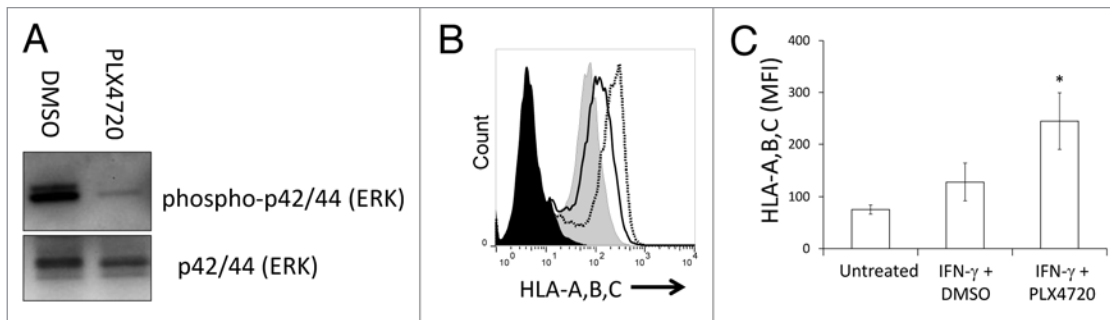 A
DMSO
PLX4720
phospho-p42/44 (ERK)
p42/44 (ERK)
B
Count
0
10⁰ 10¹ 10² 10³ 10⁴
HLA-A,B,C
C
HLA-A,B,C (MFI)
400
300
200
100
0
*
Untreated
IFN-γ +
DMSO
IFN-γ +
PLX4720